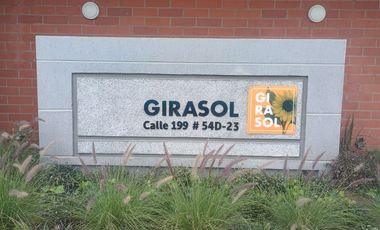 GIRASOL
Calle 199 # 54D-23
GI
RA
SOL